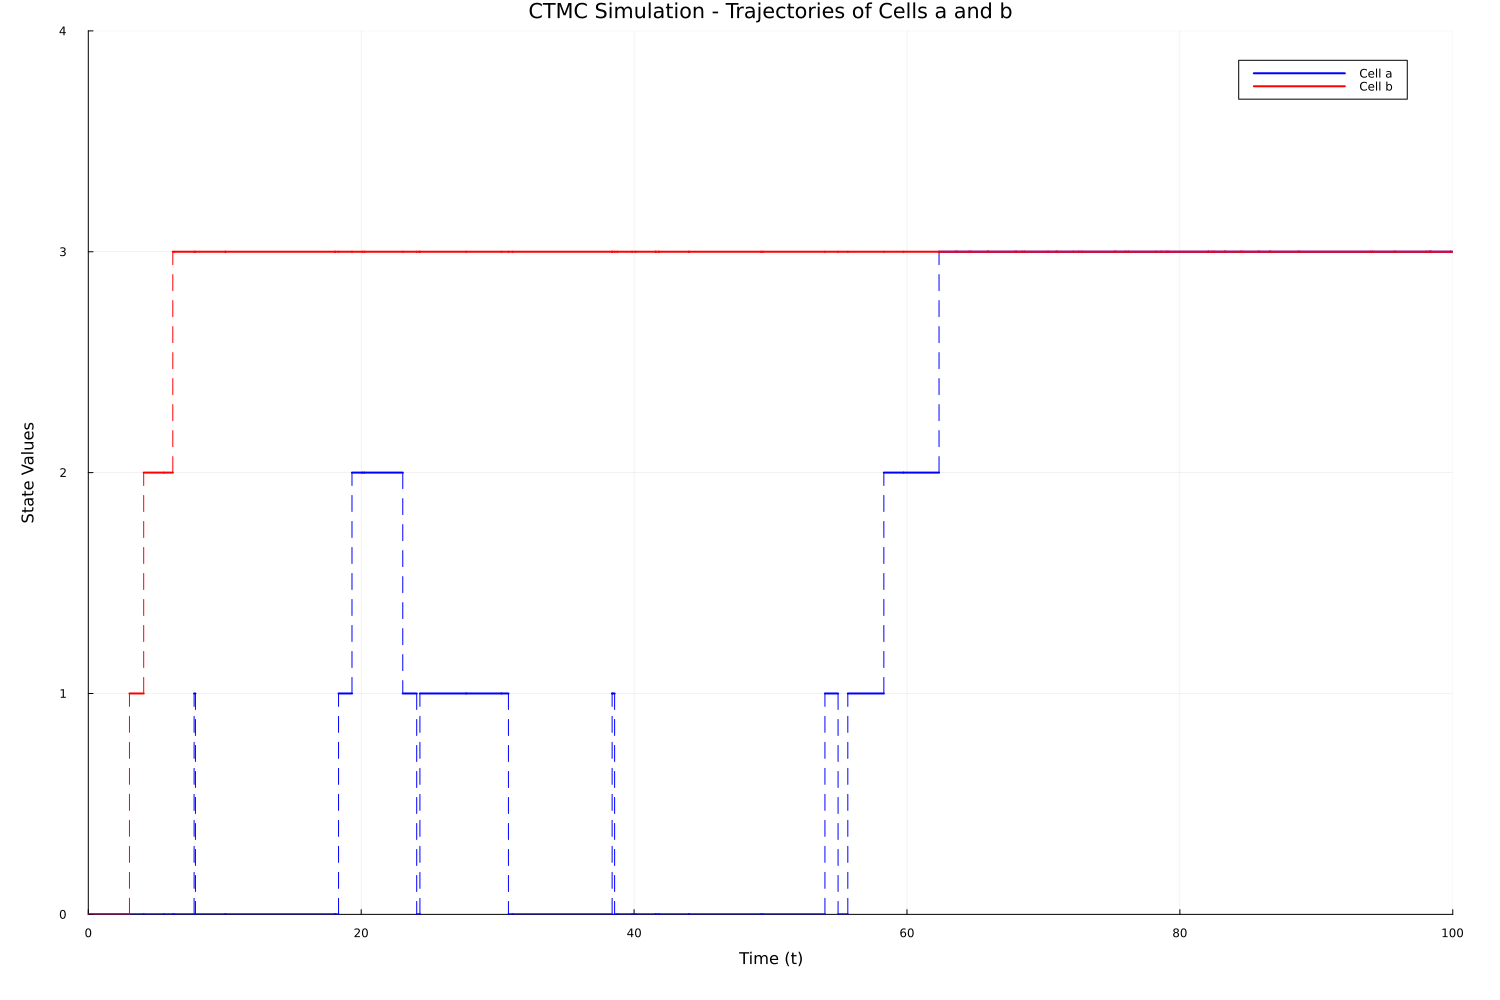 CTMC Simulation - Trajectories of Cells a and b
4
Cell a
Cell b
3
State Values
2
1
0
0 20 40 60 80 100
Time (t)